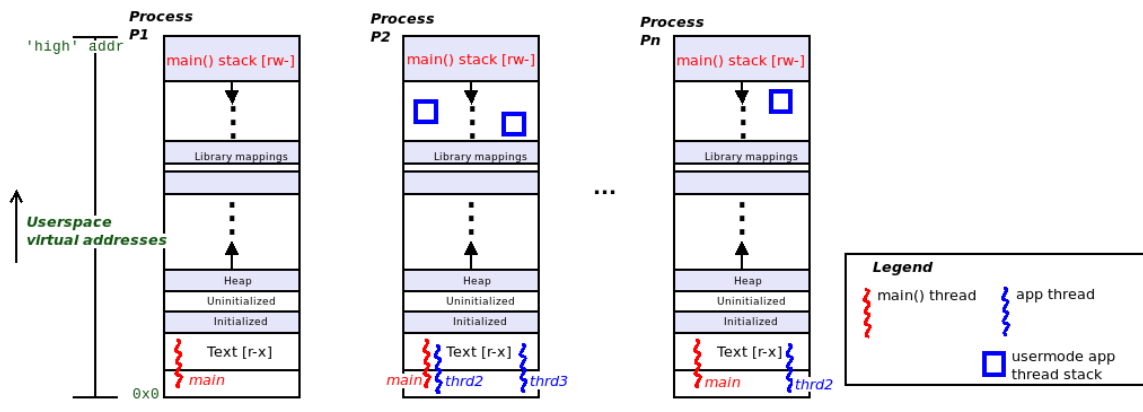 Process
P1
Process
P2
Process
Pn
'high' addr
main() stack [rw-]
main() stack [rw-]
main() stack [rw-]
Library mappings
Library mappings
...
Userspace
virtual addresses
Heap
Heap
Heap
Uninitialized
Uninitialized
Uninitialized
Initialized
Initialized
Initialized
Text [r-x]
Text [r-x]
Text [r-x]
main
main
thrd2
thrd3
main
thrd2
0x0
Library mappings
Legend
main() thread
app thread
usermode app
thread stack